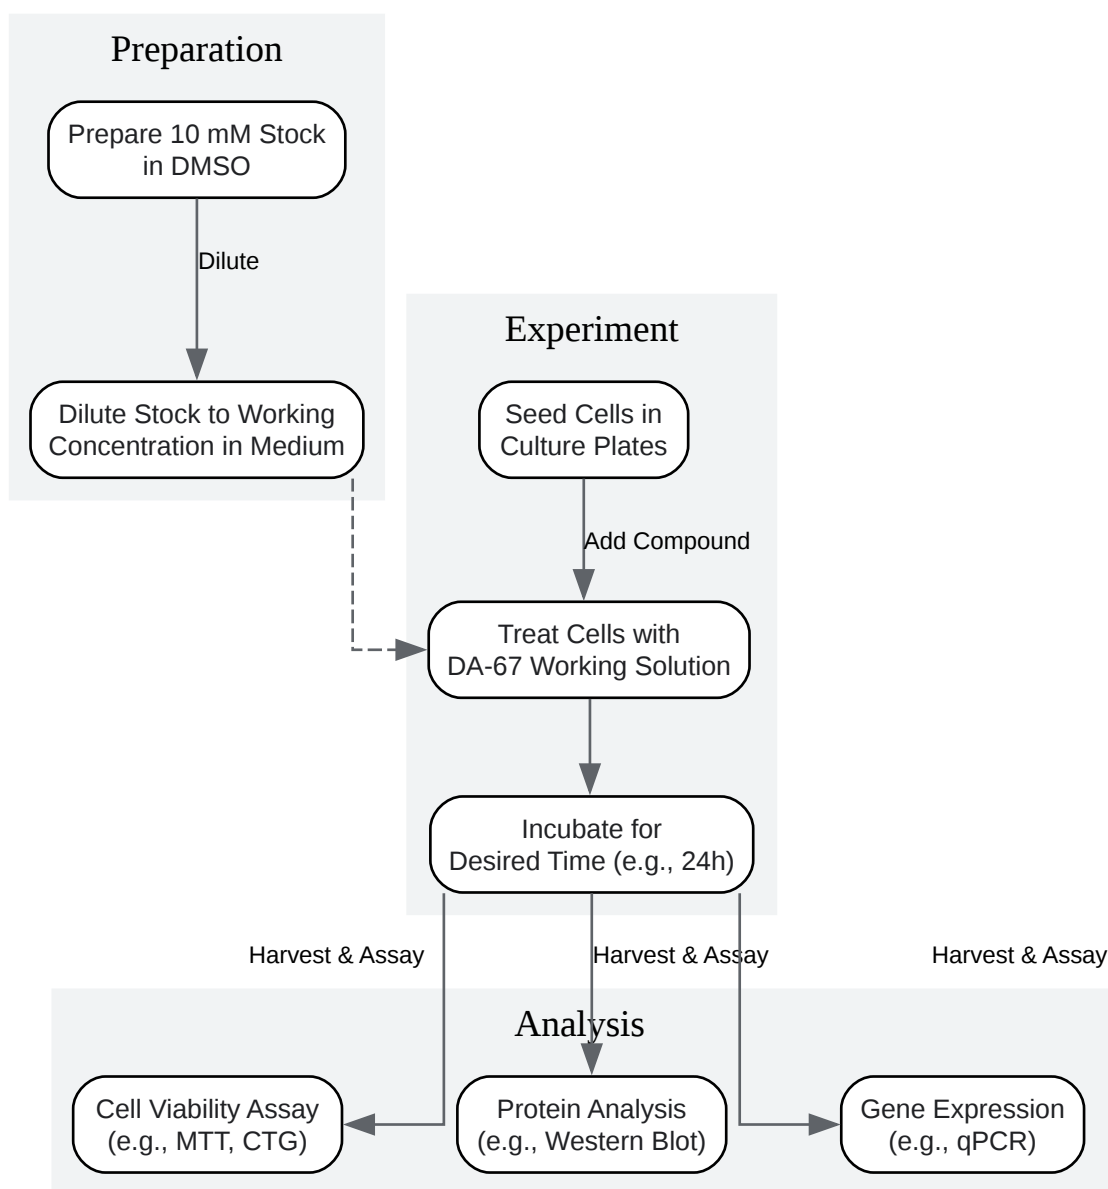 Preparation
Prepare 10 mM Stock
in DMSO
Dilute
Dilute Stock to Working
Concentration in Medium
Experiment
Seed Cells in
Culture Plates
Add Compound
Treat Cells with
DA-67 Working Solution
Incubate for
Desired Time (e.g., 24h)
Harvest & Assay
Harvest & Assay
Harvest & Assay
Analysis
Cell Viability Assay
(e.g., MTT, CTG)
Protein Analysis
(e.g., Western Blot)
Gene Expression
(e.g., qPCR)